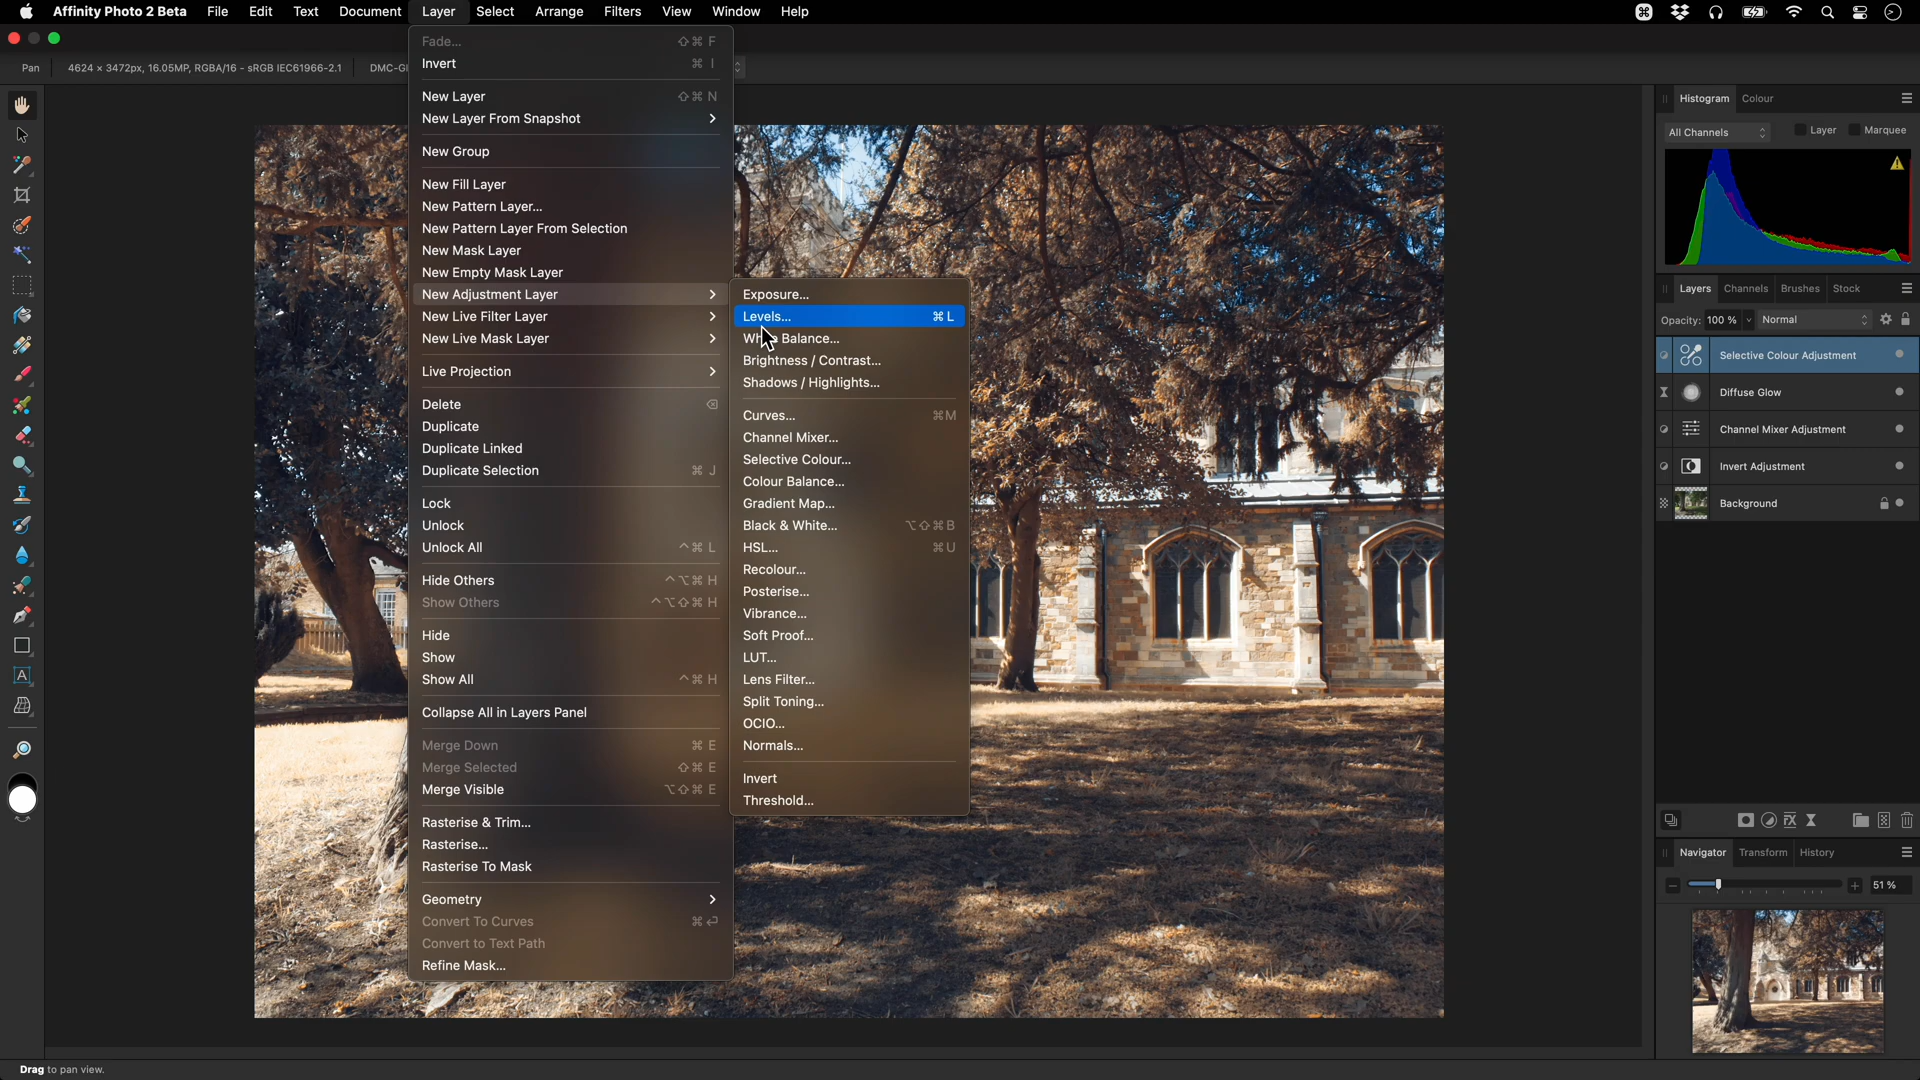 Affinity Photo 2 Beta File Edit Text Document Layer Select Arrange Filters View Window Help
Pan 4624 × 3472px, 16.05MP, RGBA/16 - sRGB IEC61966-2.1 DMC-G
Fade... ⇧⌘ F
Invert ⌘ I
New Layer ⇧⌘ N
New Layer From Snapshot
New Group
New Fill Layer
New Pattern Layer...
New Pattern Layer From Selection
New Mask Layer
New Empty Mask Layer
New Adjustment Layer
New Live Filter Layer
New Live Mask Layer
Live Projection
Delete ⌫
Duplicate
Duplicate Linked
Duplicate Selection ⌘ J
Lock
Unlock
Unlock All ^⌘ L
Hide Others ^⌥⌘ H
Show Others ^⌥⇧⌘ H
Hide
Show
Show All ^⌘ H
Collapse All in Layers Panel
Merge Down ⌘ E
Merge Selected ⇧⌘ E
Merge Visible ⌥⇧⌘ E
Rasterise & Trim...
Rasterise...
Rasterise To Mask
Geometry
Convert To Curves ⌘↩
Convert to Text Path
Refine Mask...
Exposure...
Levels... ⌘L
Balance...
Brightness / Contrast...
Shadows / Highlights...
Curves... ⌘M
Channel Mixer...
Selective Colour...
Colour Balance...
Gradient Map...
Black & White... ⌥⇧⌘B
HSL... ⌘U
Recolour...
Posterise...
Vibrance...
Soft Proof...
LUT...
Lens Filter...
Split Toning...
OCIO...
Normals...
Invert
Threshold...
Histogram Colour
All Channels Layer Marquee
Layers Channels Brushes Stock
Opacity: 100 % Normal
Selective Colour Adjustment
Diffuse Glow
Channel Mixer Adjustment
Invert Adjustment
Background
Navigator Transform History
51 %
Drag to pan view.